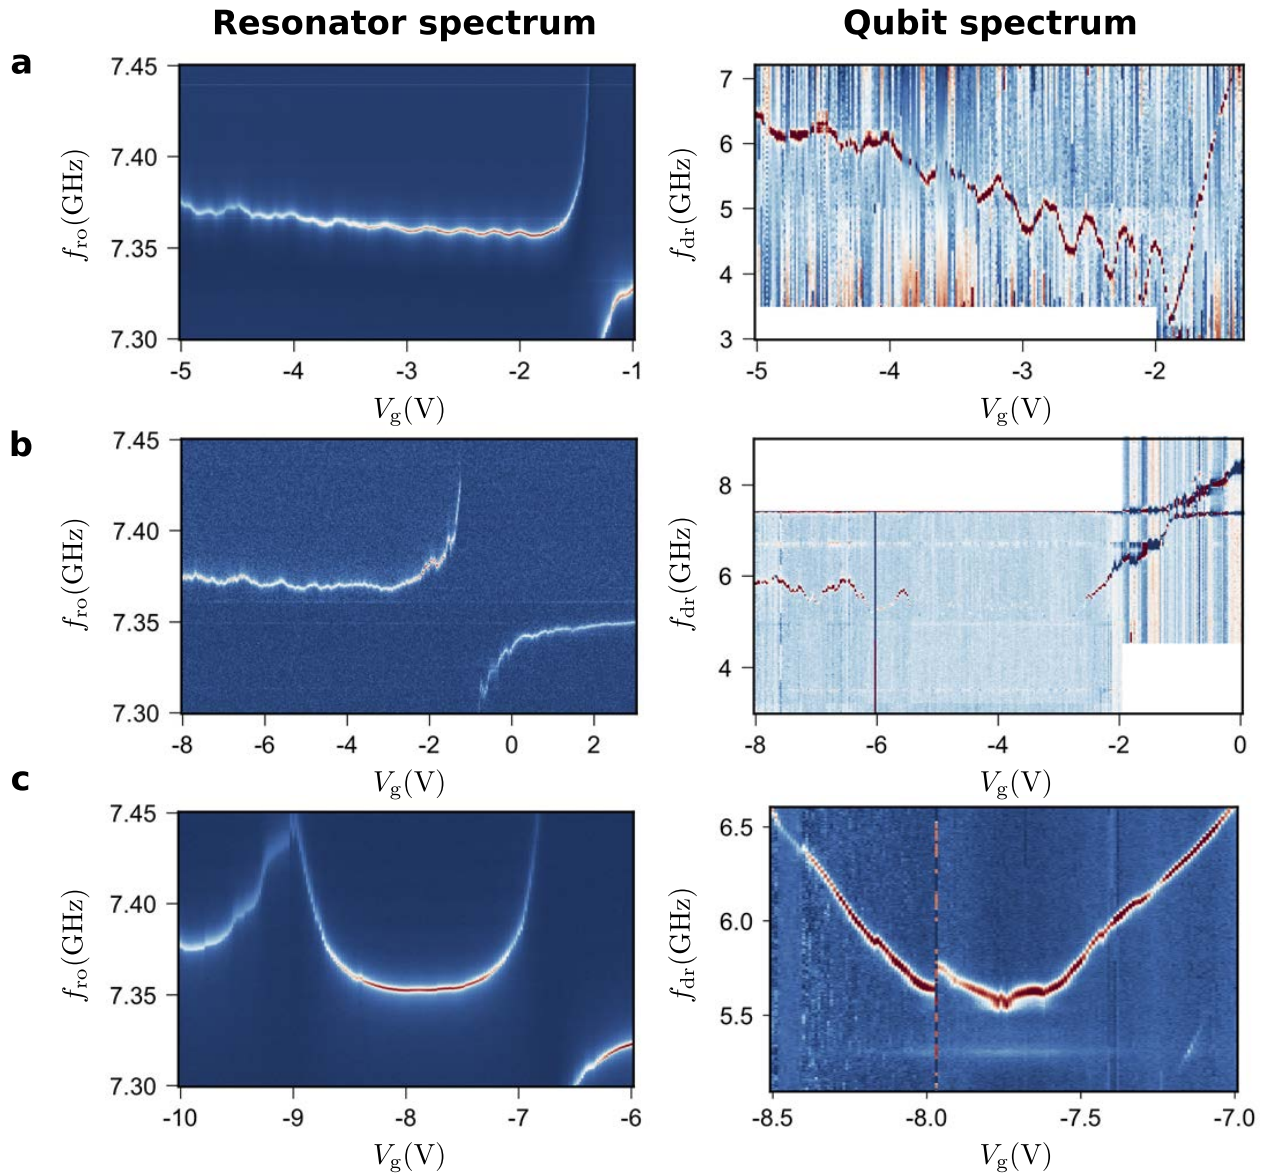 Resonator spectrum
Qubit spectrum
a
7.45
7.40
7.35
7.30
f_ro(GHz)
-5 -4 -3 -2 -1
V_g(V)
7
6
5
4
3
f_dr(GHz)
-5 -4 -3 -2
V_g(V)
b
7.45
7.40
7.35
7.30
f_ro(GHz)
-8 -6 -4 -2 0 2
V_g(V)
8
6
4
f_dr(GHz)
-8 -6 -4 -2 0
V_g(V)
c
7.45
7.40
7.35
7.30
f_ro(GHz)
-10 -9 -8 -7 -6
V_g(V)
6.5
6.0
5.5
f_dr(GHz)
-8.5 -8.0 -7.5 -7.0
V_g(V)